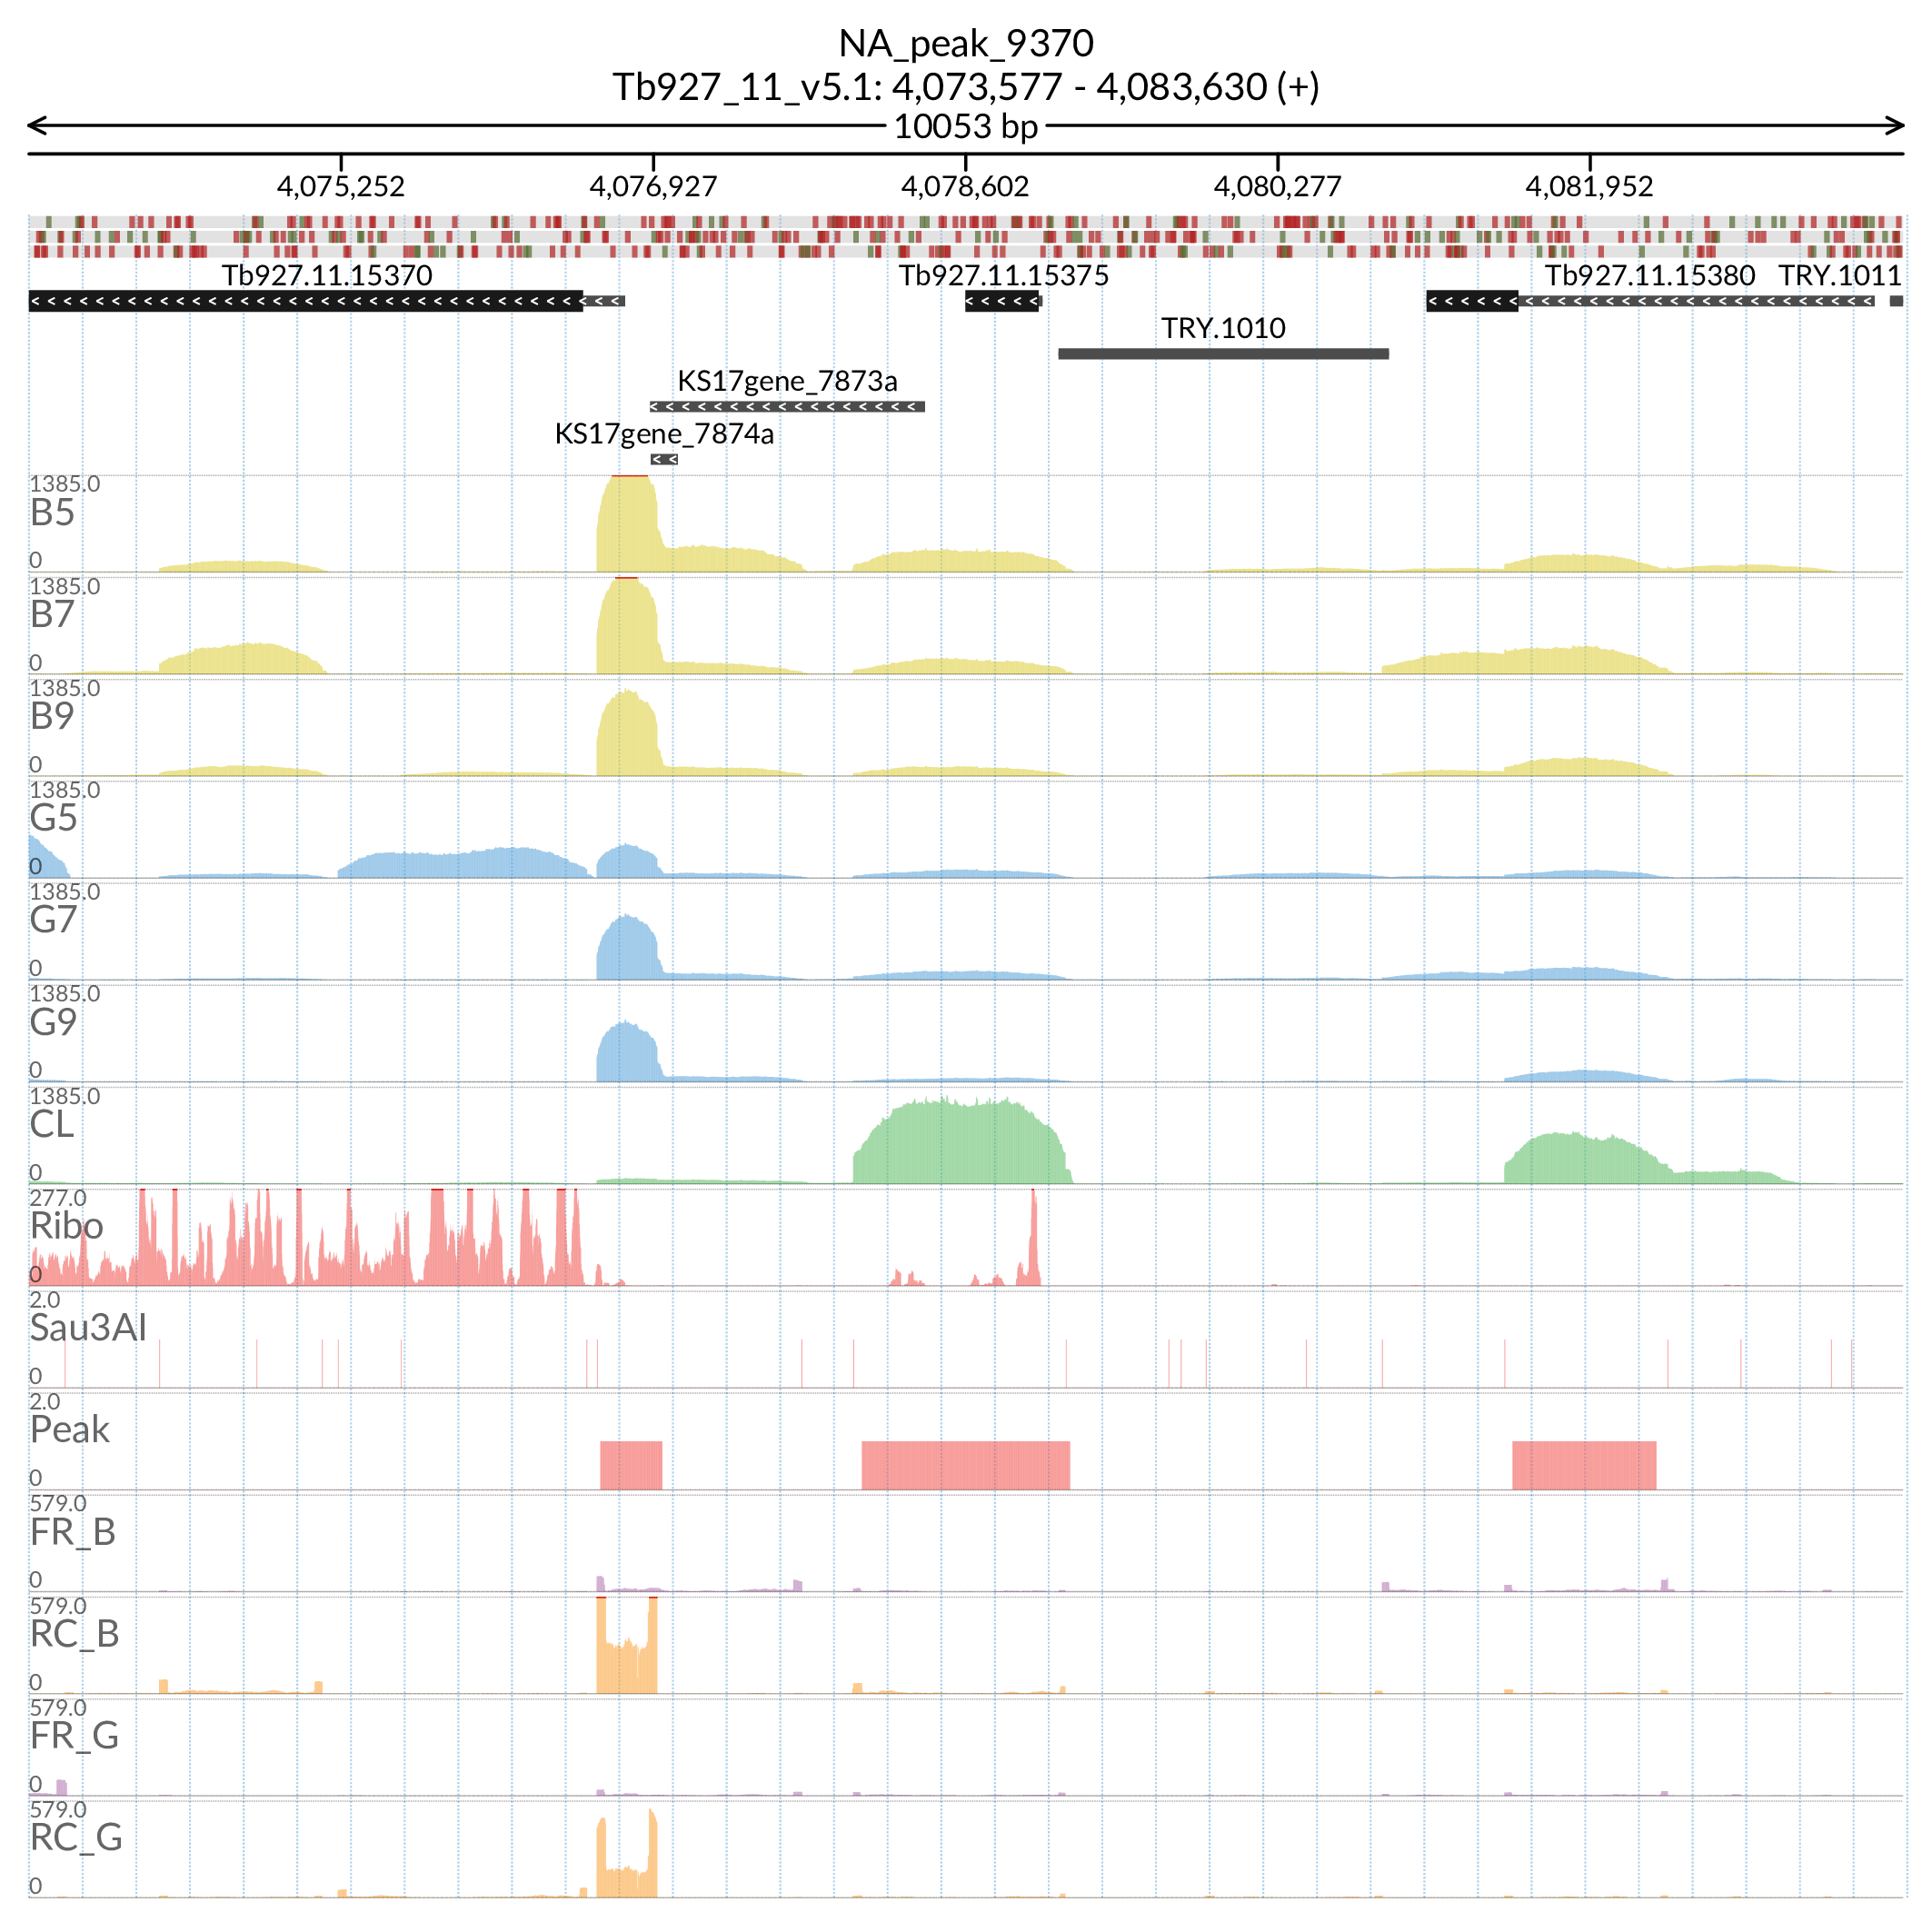 NA_peak_9370
Tb927_11_v5.1: 4,073,577 - 4,083,630 (+)
10053 bp
4,075,252 4,076,927 4,078,602 4,080,277 4,081,952
Tb927.11.15370 Tb927.11.15375 Tb927.11.15380 TRY.1011
TRY.1010
KS17gene_7873a
KS17gene_7874a
1385.0
B5
0
1385.0
B7
0
1385.0
B9
0
1385.0
G5
0
1385.0
G7
0
1385.0
G9
0
1385.0
CL
0
277.0
Ribo
0
2.0
Sau3AI
0
2.0
Peak
0
579.0
FR_B
0
579.0
RC_B
0
579.0
FR_G
0
579.0
RC_G
0